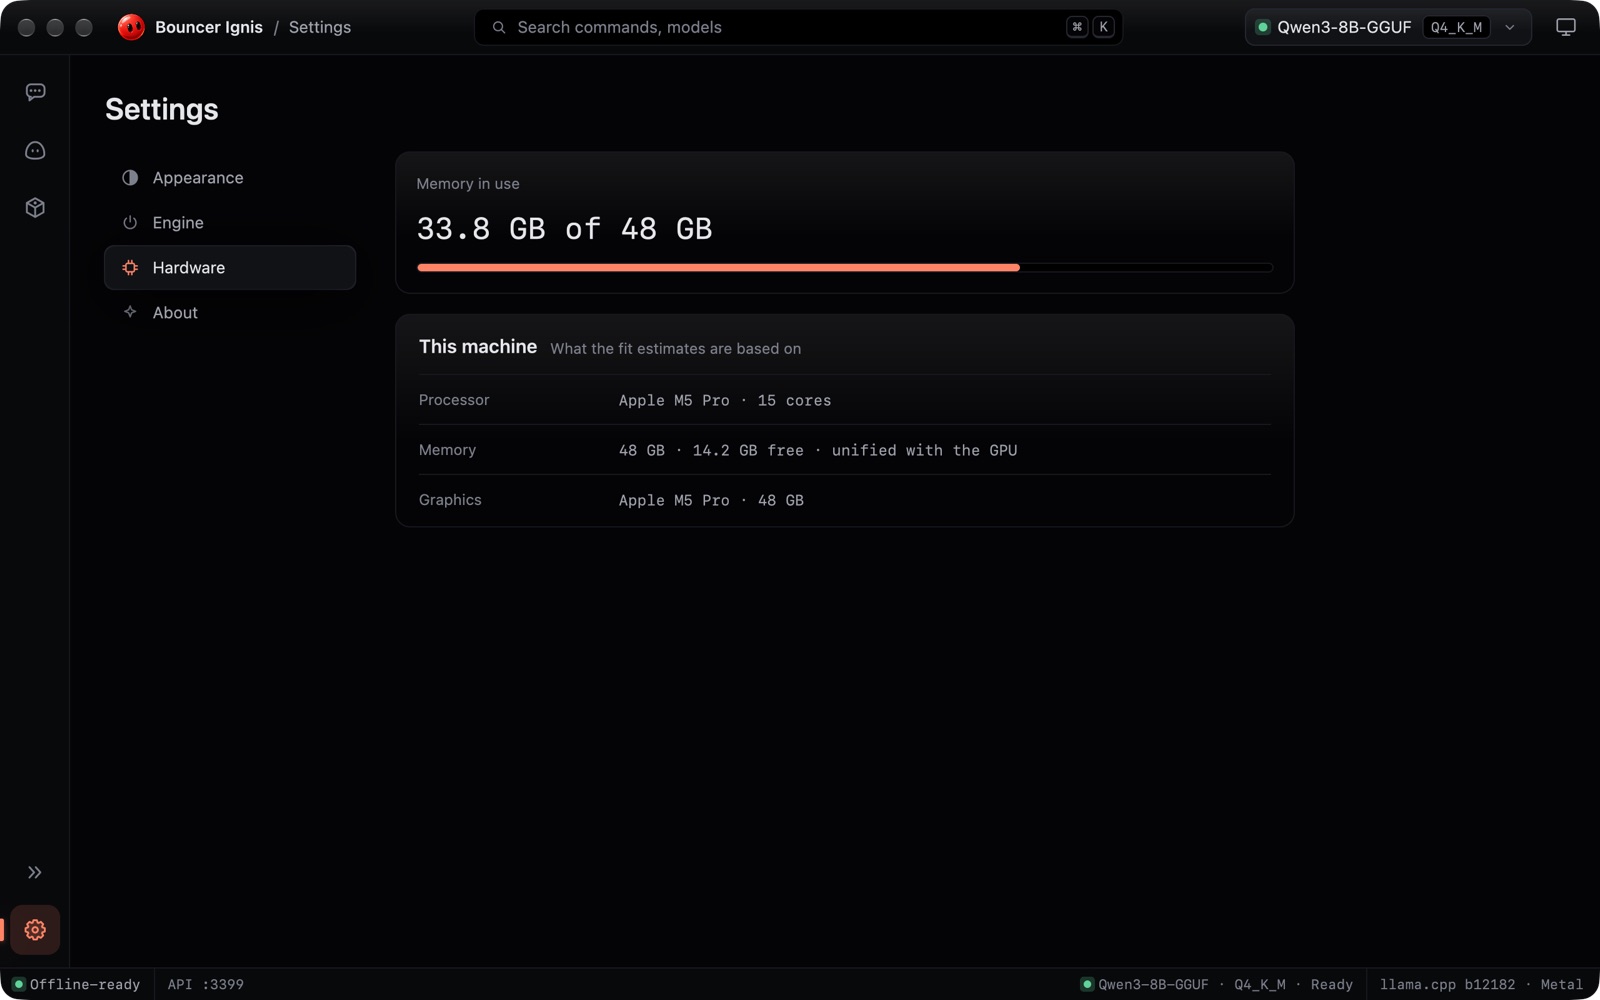 Bouncer Ignis / Settings
Search commands, models
⌘ K
Qwen3-8B-GGUF Q4_K_M
Settings
Appearance
Engine
Hardware
About
Memory in use
33.8 GB of 48 GB
This machine What the fit estimates are based on
Processor Apple M5 Pro · 15 cores
Memory 48 GB · 14.2 GB free · unified with the GPU
Graphics Apple M5 Pro · 48 GB
Offline-ready API :3399 Qwen3-8B-GGUF · Q4_K_M · Ready llama.cpp b12182 · Metal